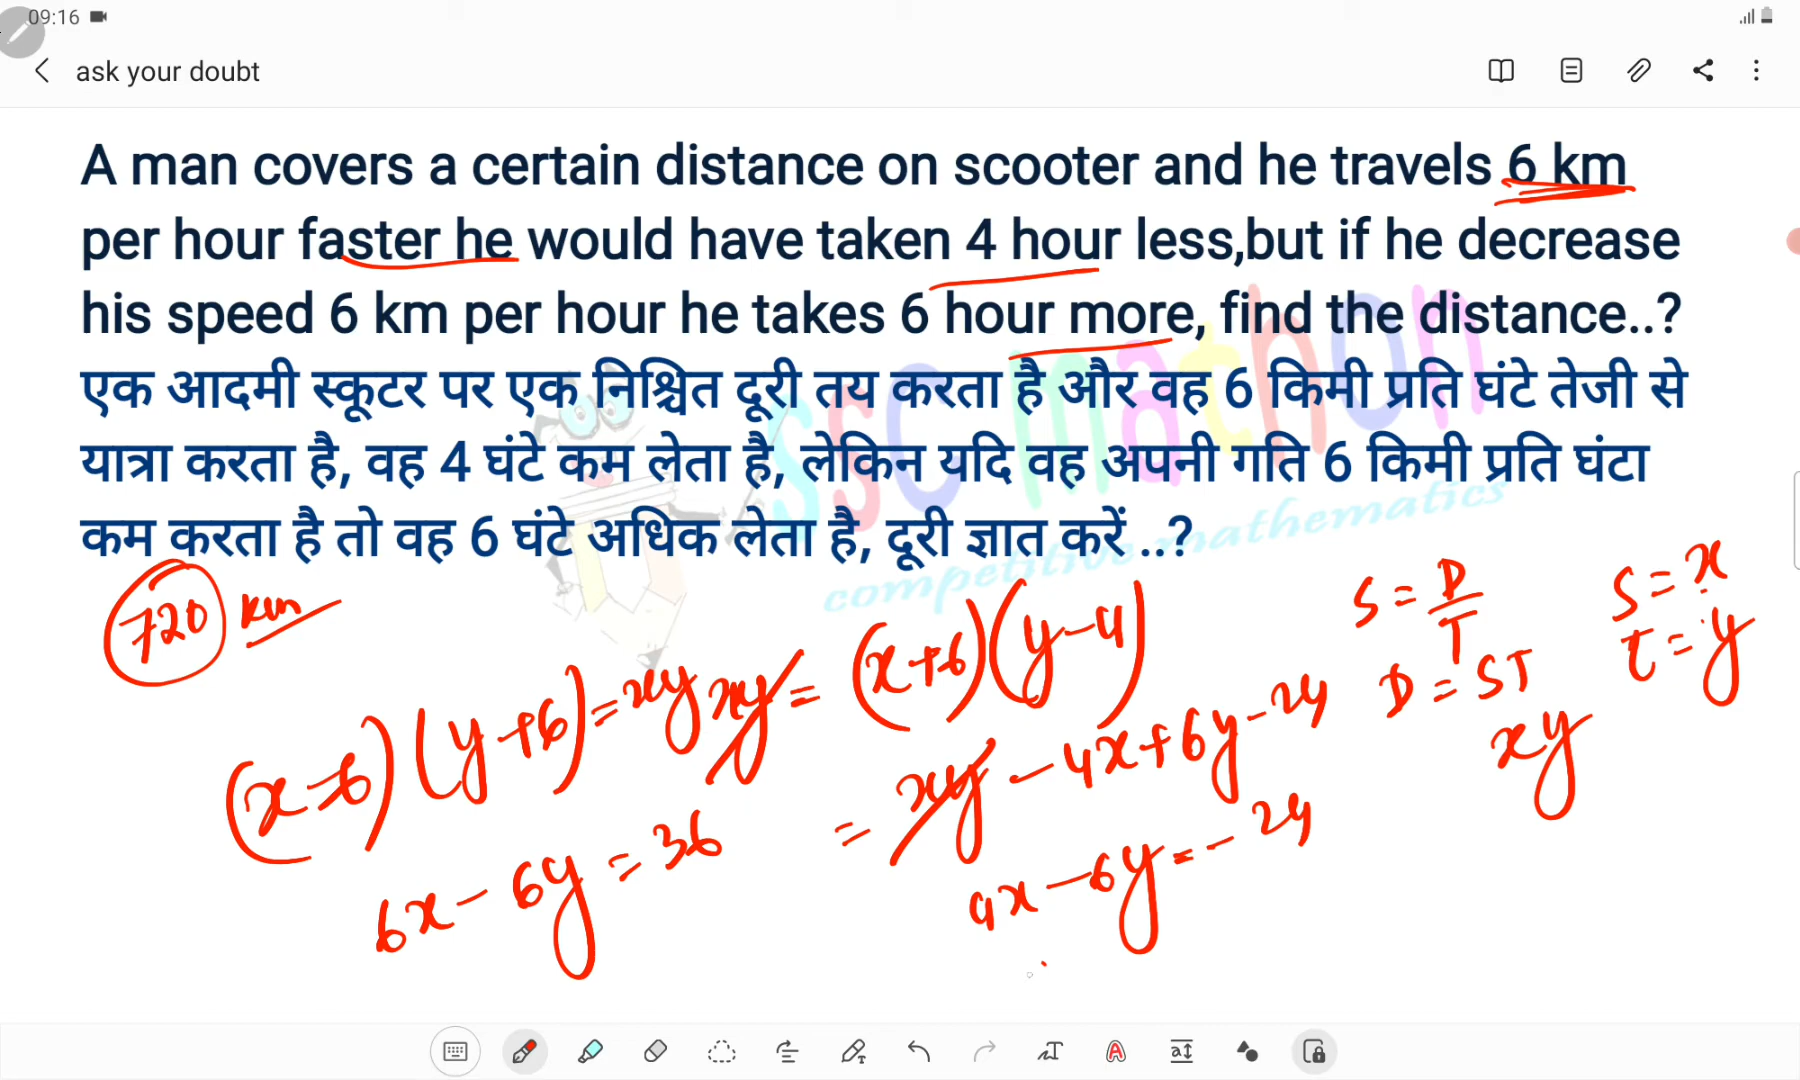 09:16
ask your doubt
A man covers a certain distance on scooter and he travels 6 km
per hour faster he would have taken 4 hour less,but if he decrease
his speed 6 km per hour he takes 6 hour more, find the distance..?
एक आदमी स्कूटर पर एक निश्चित दूरी तय करता है और वह 6 किमी प्रति घंटे तेजी से
यात्रा करता है, वह 4 घंटे कम लेता है, लेकिन यदि वह अपनी गति 6 किमी प्रति घंटा
कम करता है तो वह 6 घंटे अधिक लेता है, दूरी ज्ञात करें ..?
ssc mathon
competitive mathematics
720 km
S = D/T
S = x
t = y
D = ST
xy
(x-6)(y+6) = xy
xy = (x+6)(y-4)
= xy - 4x + 6y - 24
6x - 6y = 36
4x - 6y = - 24